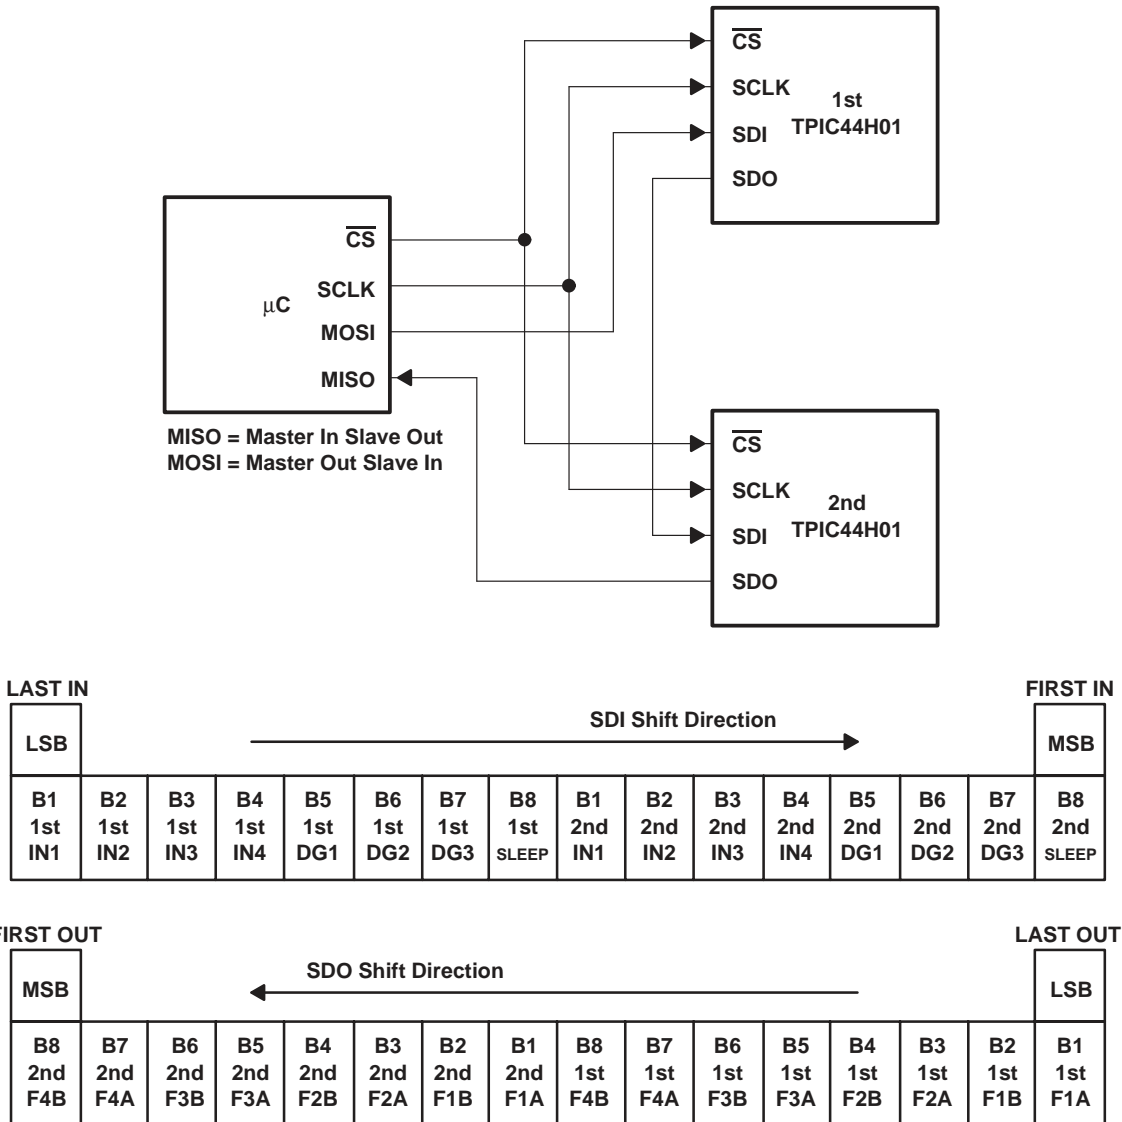 CS
SCLK
1st
TPIC44H01
SDI
SDO
CS
SCLK
μC
MOSI
MISO
MISO = Master In Slave Out
MOSI = Master Out Slave In
CS
SCLK
2nd
TPIC44H01
SDI
SDO
LAST IN
FIRST IN
LSB
SDI Shift Direction
MSB
B1 B2 B3 B4 B5 B6 B7 B8 B1 B2 B3 B4 B5 B6 B7 B8
1st 1st 1st 1st 1st 1st 1st 1st 2nd 2nd 2nd 2nd 2nd 2nd 2nd 2nd
IN1 IN2 IN3 IN4 DG1 DG2 DG3 SLEEP IN1 IN2 IN3 IN4 DG1 DG2 DG3 SLEEP
FIRST OUT
LAST OUT
MSB
SDO Shift Direction
LSB
B8 B7 B6 B5 B4 B3 B2 B1 B8 B7 B6 B5 B4 B3 B2 B1
2nd 2nd 2nd 2nd 2nd 2nd 2nd 2nd 1st 1st 1st 1st 1st 1st 1st 1st
F4B F4A F3B F3A F2B F2A F1B F1A F4B F4A F3B F3A F2B F2A F1B F1A